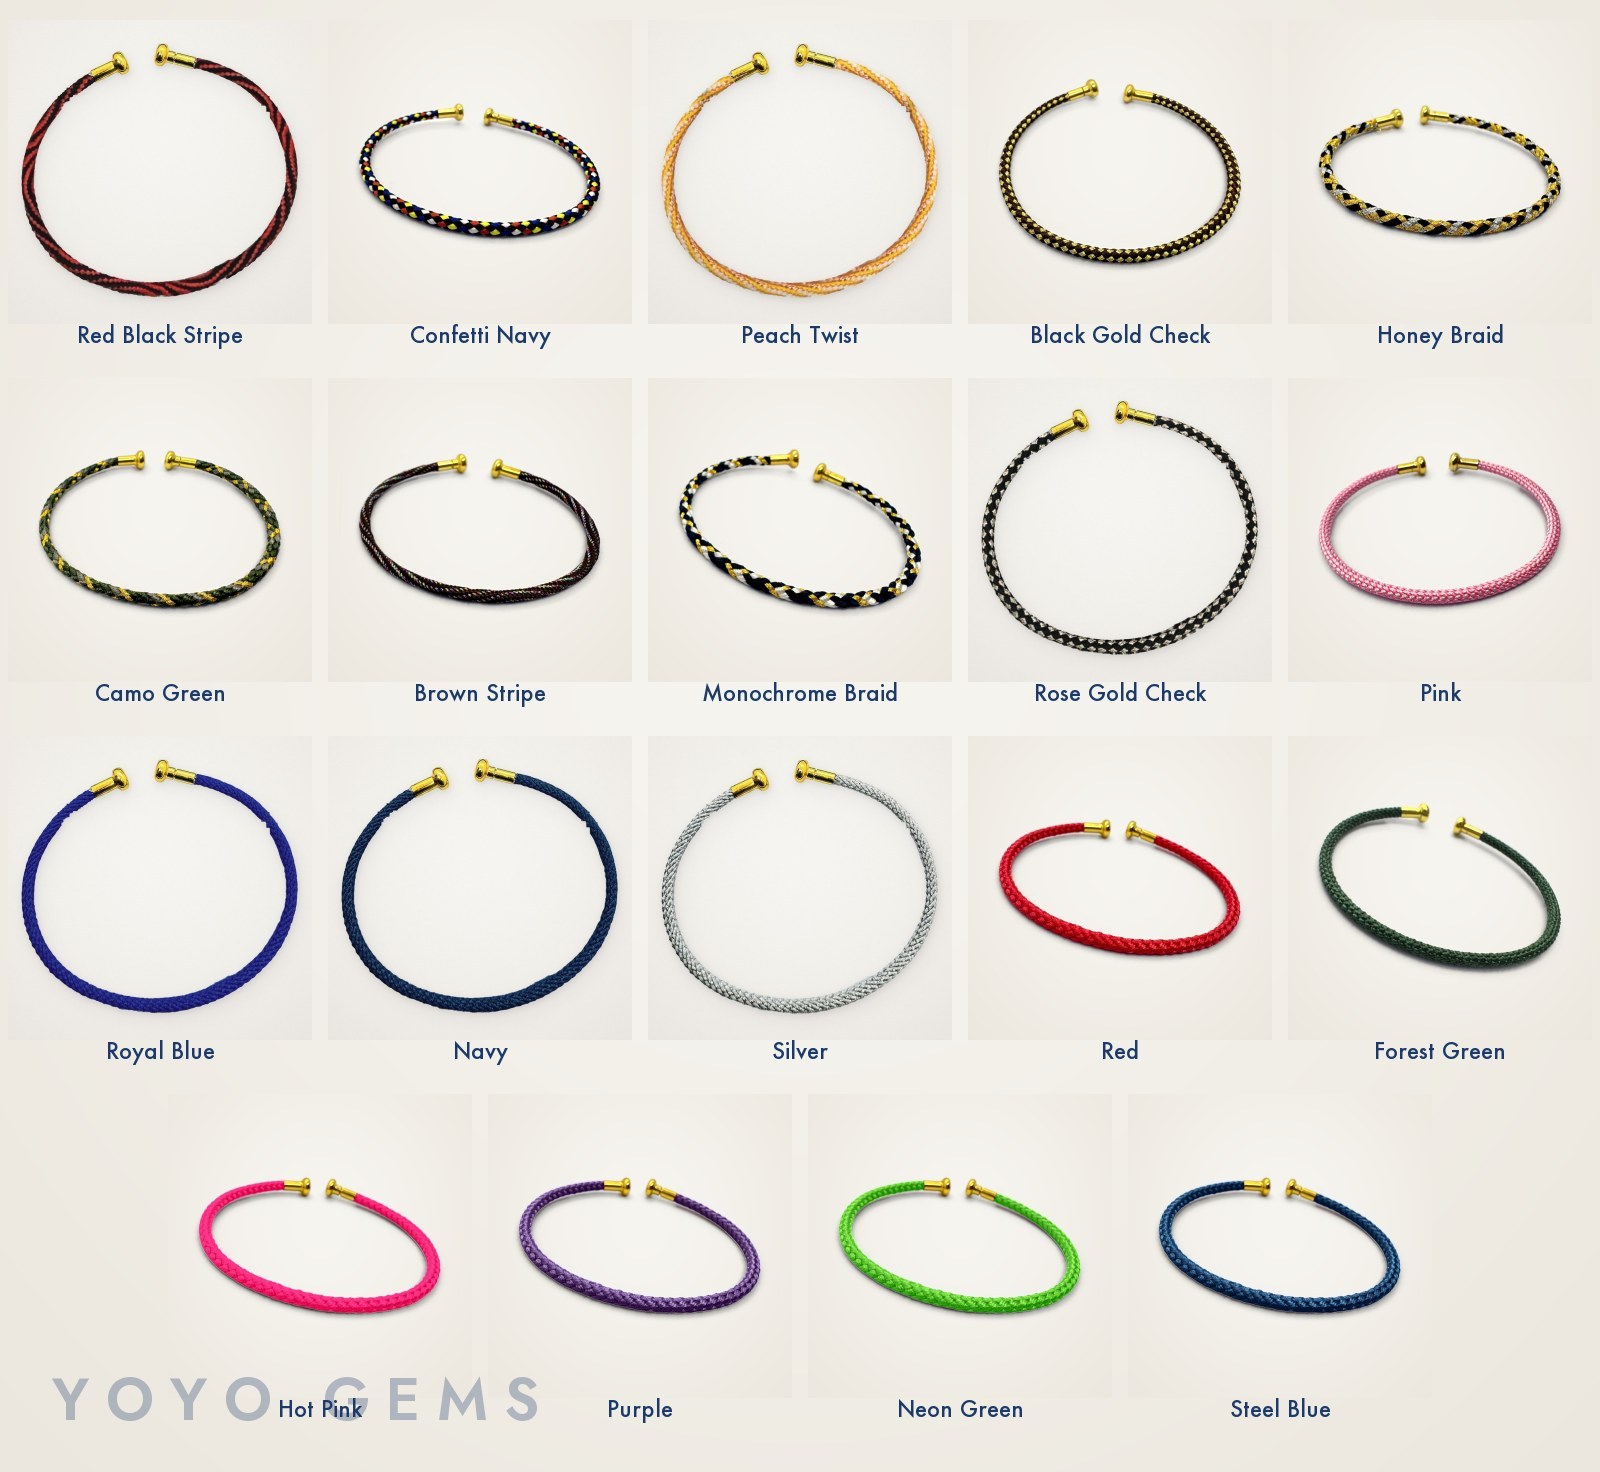 Red Black Stripe
Confetti Navy
Peach Twist
Black Gold Check
Honey Braid
Camo Green
Brown Stripe
Monochrome Braid
Rose Gold Check
Pink
Royal Blue
Navy
Silver
Red
Forest Green
Hot Pink
Purple
Neon Green
Steel Blue
YOYO GEMS